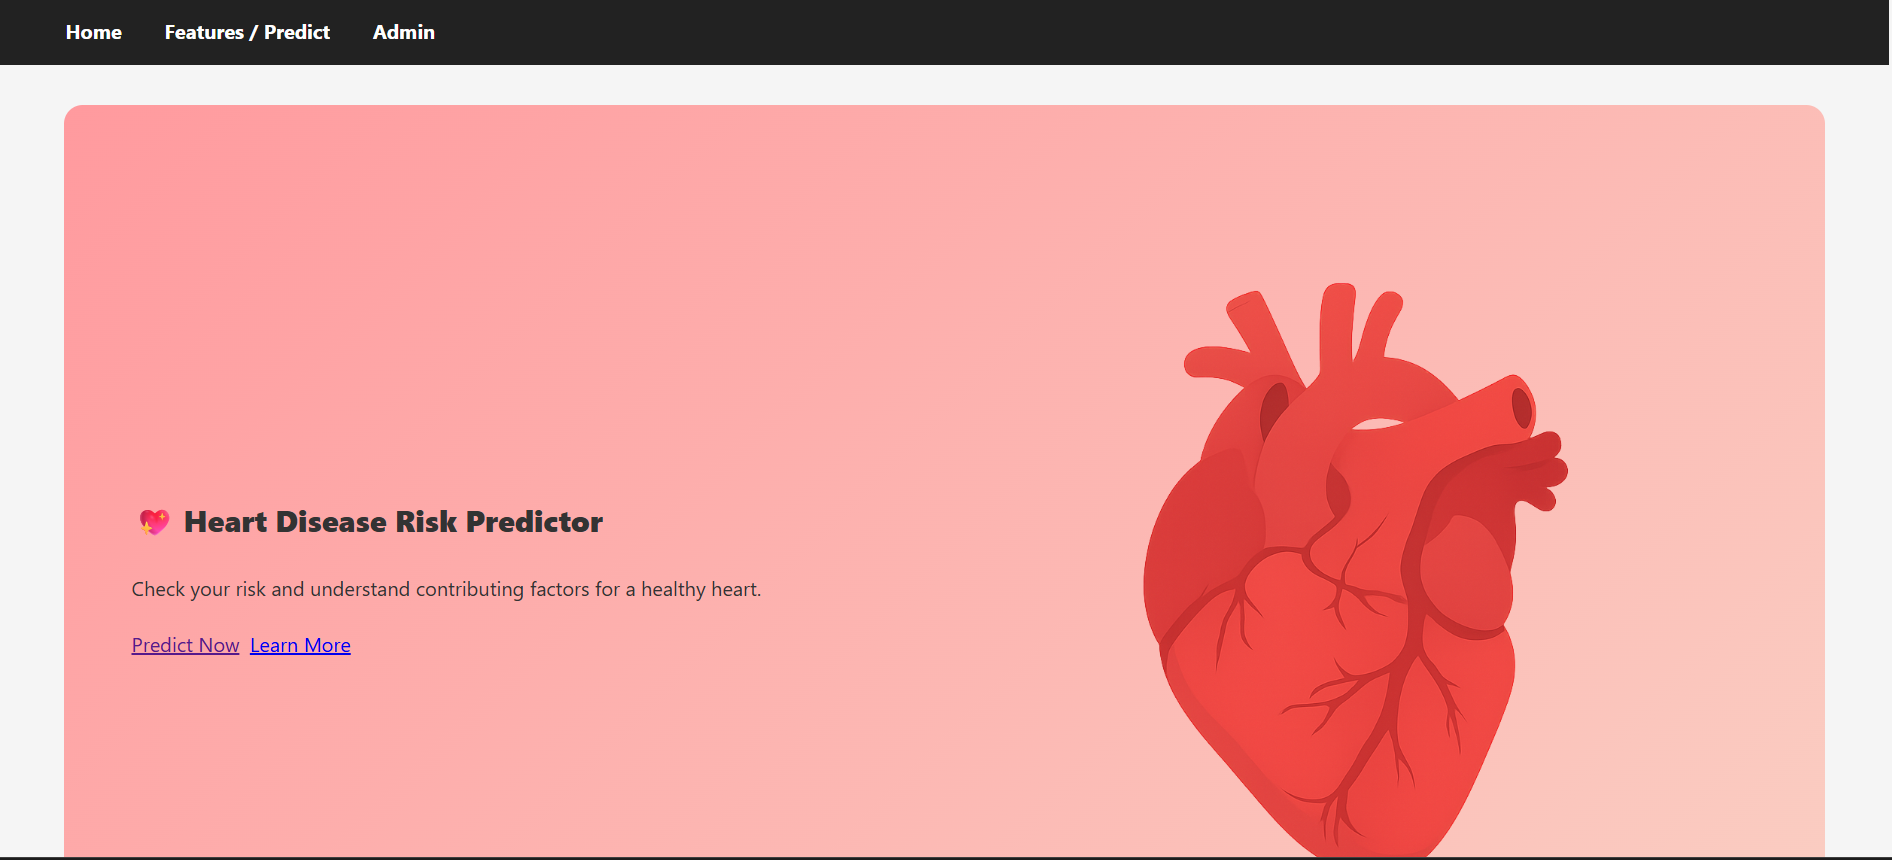 Home Features / Predict Admin
💖 Heart Disease Risk Predictor
Check your risk and understand contributing factors for a healthy heart.
Predict Now Learn More